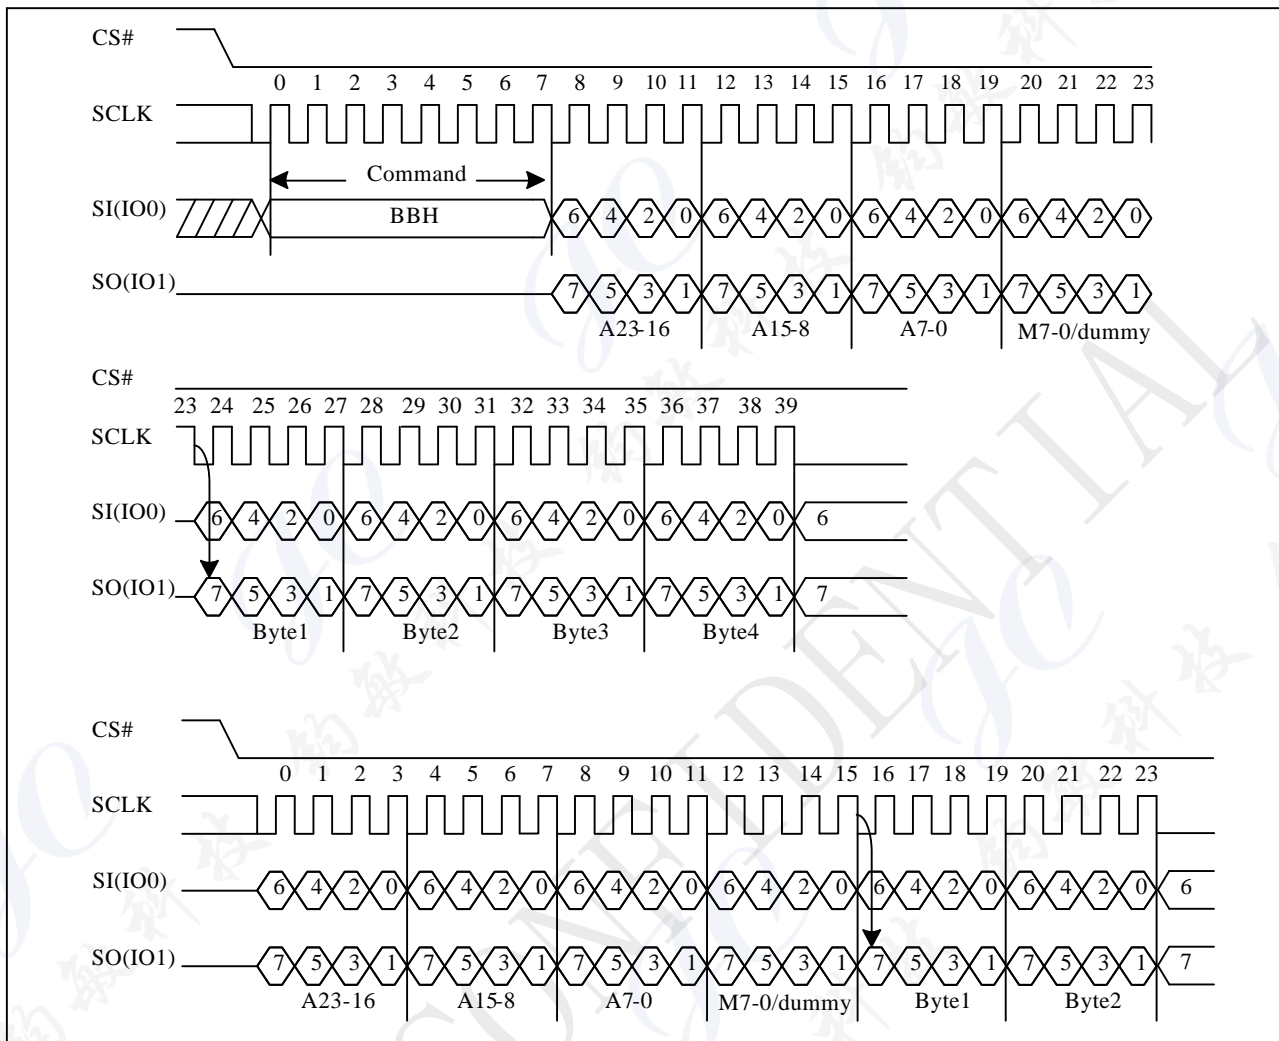 CS#
0 1 2 3 4 5 6 7 8 9 10 11 12 13 14 15 16 17 18 19 20 21 22 23
SCLK
Command
SI(IO0) BBH 6 4 2 0 6 4 2 0 6 4 2 0 6 4 2 0
SO(IO1) 7 5 3 1 7 5 3 1 7 5 3 1 7 5 3 1
A23-16 A15-8 A7-0 M7-0/dummy
CS#
23 24 25 26 27 28 29 30 31 32 33 34 35 36 37 38 39
SCLK
SI(IO0) 6 4 2 0 6 4 2 0 6 4 2 0 6 4 2 0 6
SO(IO1) 7 5 3 1 7 5 3 1 7 5 3 1 7 5 3 1 7
Byte1 Byte2 Byte3 Byte4
CS#
0 1 2 3 4 5 6 7 8 9 10 11 12 13 14 15 16 17 18 19 20 21 22 23
SCLK
SI(IO0) 6 4 2 0 6 4 2 0 6 4 2 0 6 4 2 0 6 4 2 0 6 4 2 0 6
SO(IO1) 7 5 3 1 7 5 3 1 7 5 3 1 7 5 3 1 7 5 3 1 7 5 3 1 7
A23-16 A15-8 A7-0 M7-0/dummy Byte1 Byte2
CONFIDENTIAL